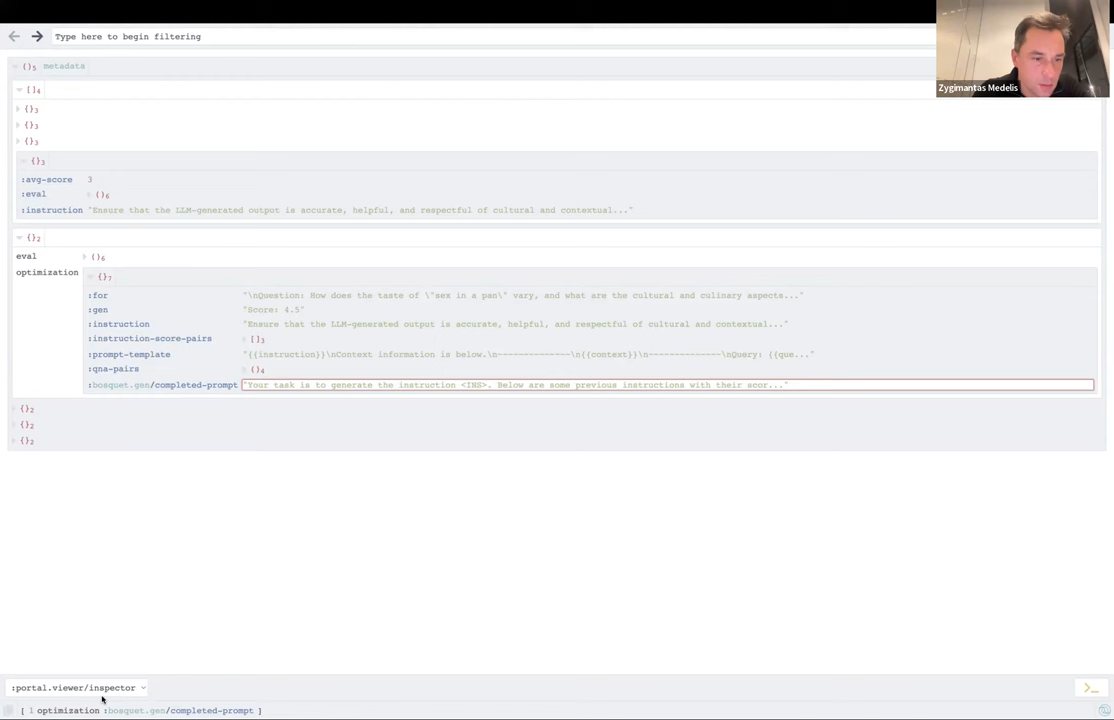 Type here to begin filtering
Zygimantas Medelis
()5 metadata
[]4
{}3
{}3
{}3
{}3
:avg-score 3
:eval ()6
:instruction "Ensure that the LLM-generated output is accurate, helpful, and respectful of cultural and contextual..."
{}2
eval ()6
optimization {}7
:for "\nQuestion: How does the taste of \"sex in a pan\" vary, and what are the cultural and culinary aspects..."
:gen "Score: 4.5"
:instruction "Ensure that the LLM-generated output is accurate, helpful, and respectful of cultural and contextual..."
:instruction-score-pairs []3
:prompt-template "{{instruction}}\nContext information is below.\n--------------\n{{context}}\n--------------\nQuery: {{que..."
:qna-pairs ()4
:bosquet.gen/completed-prompt "Your task is to generate the instruction <INS>. Below are some previous instructions with their scor..."
{}2
{}2
{}2
:portal.viewer/inspector
>_
[ 1 optimization :bosquet.gen/completed-prompt ]